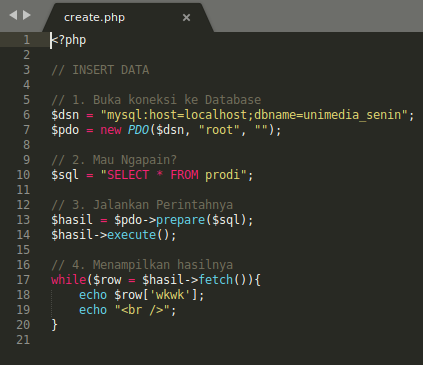 create.php
1 <?php
2
3 // INSERT DATA
4
5 // 1. Buka koneksi ke Database
6 $dsn = "mysql:host=localhost;dbname=unimedia_senin";
7 $pdo = new PDO($dsn, "root", "");
8
9 // 2. Mau Ngapain?
10 $sql = "SELECT * FROM prodi";
11
12 // 3. Jalankan Perintahnya
13 $hasil = $pdo->prepare($sql);
14 $hasil->execute();
15
16 // 4. Menampilkan hasilnya
17 while($row = $hasil->fetch()){
18     echo $row['wkwk'];
19     echo "<br />";
20 }
21